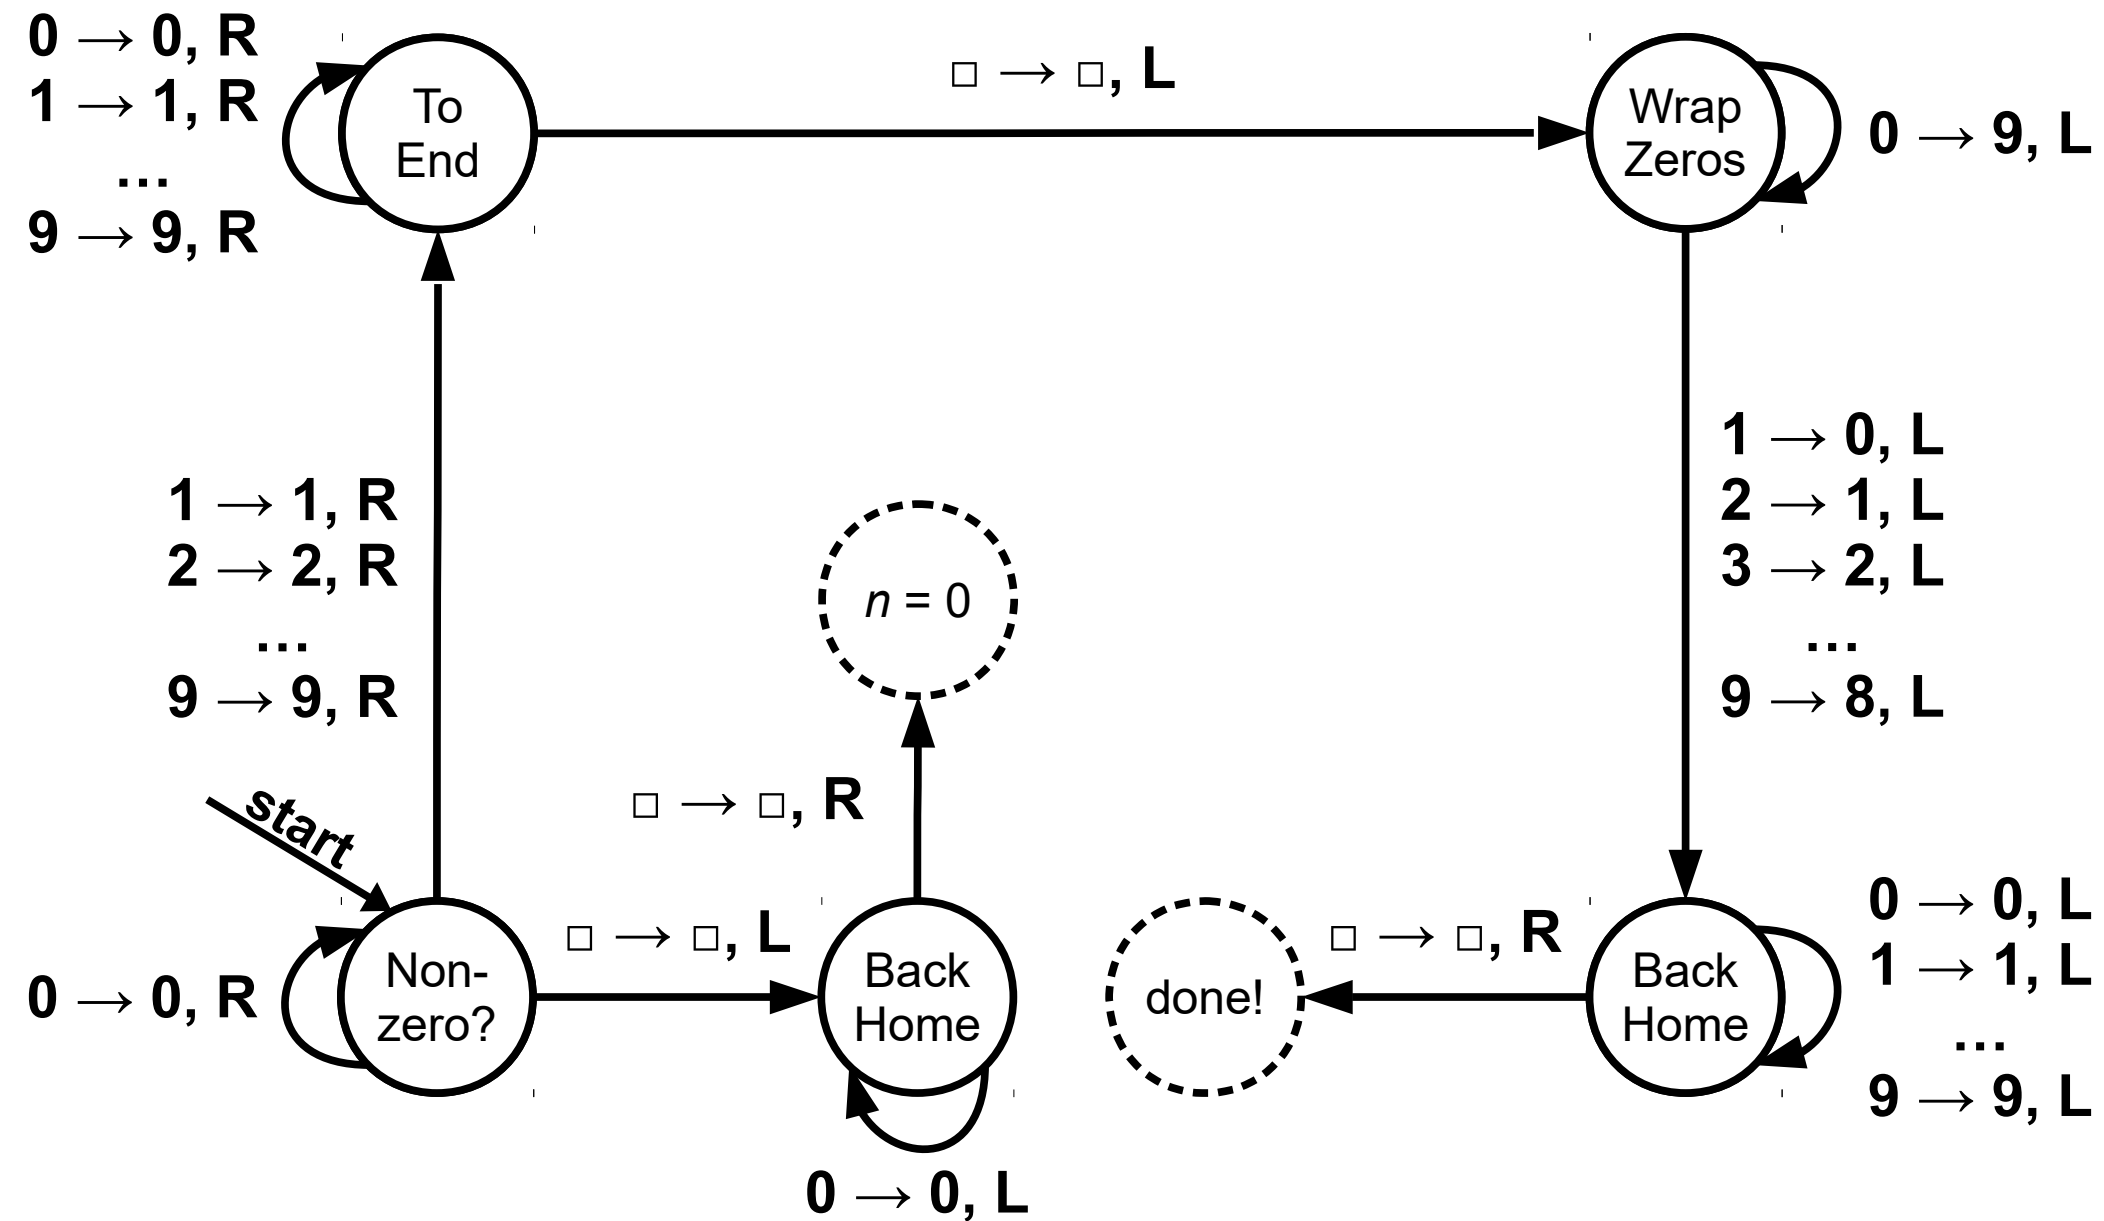 0 → 0, R
1 → 1, R
…
9 → 9, R
To
End
□ → □, L
Wrap
Zeros
0 → 9, L
1 → 1, R
2 → 2, R
…
9 → 9, R
n = 0
1 → 0, L
2 → 1, L
3 → 2, L
…
9 → 8, L
start
□ → □, R
0 → 0, R
Non-
zero?
□ → □, L
Back
Home
0 → 0, L
done!
□ → □, R
Back
Home
0 → 0, L
1 → 1, L
…
9 → 9, L